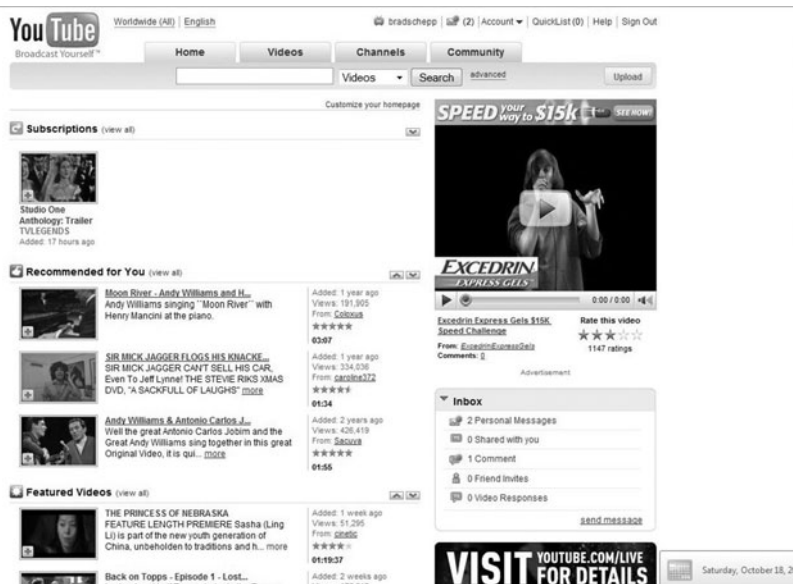 You Tube
Broadcast Yourself™
Worldwide (All) | English
bradschepp | (2) | Account | QuickList (0) | Help | Sign Out
Home Videos Channels Community
Videos Search advanced Upload
Customize your homepage
Subscriptions (view all)
Studio One
Anthology: Trailer
TVLEGENDS
Added: 17 hours ago
Recommended for You (view all)
Moon River - Andy Williams and H...
Andy Williams singing ``Moon River`` with
Henry Mancini at the piano.
Added: 1 year ago
Views: 191,905
From: Coloxus
03:07
SIR MICK JAGGER FLOGS HIS KNACKE...
SIR MICK JAGGER CAN'T SELL HIS CAR,
Even To Jeff Lynne! THE STEVIE RIKS XMAS
DVD, "A SACKFULL OF LAUGHS" more
Added: 1 year ago
Views: 334,036
From: caroline372
01:34
Andy Williams & Antonio Carlos J...
Well the great Antonio Carlos Jobim and the
Great Andy Williams sing together in this great
Original Video, it is qui... more
Added: 2 years ago
Views: 426,419
From: Sacuva
01:55
Featured Videos (view all)
THE PRINCESS OF NEBRASKA
FEATURE LENGTH PREMIERE Sasha (Ling
Li) is part of the new youth generation of
China, unbeholden to traditions and h... more
Added: 1 week ago
Views: 51,295
From: cinetic
01:19:37
Back on Topps - Episode 1 - Lost...
Added: 2 weeks ago
SPEED your way to $15k SEE NOW!
EXCEDRIN
EXPRESS GELS
0:00 / 0:00
Excedrin Express Gels $15K
Speed Challenge
From: ExcedrinExpressGels
Comments: 0
Rate this video
1147 ratings
Advertisement
Inbox
2 Personal Messages
0 Shared with you
1 Comment
0 Friend Invites
0 Video Responses
send message
VISIT YOUTUBE.COM/LIVE
FOR DETAILS
Saturday, October 18, 2